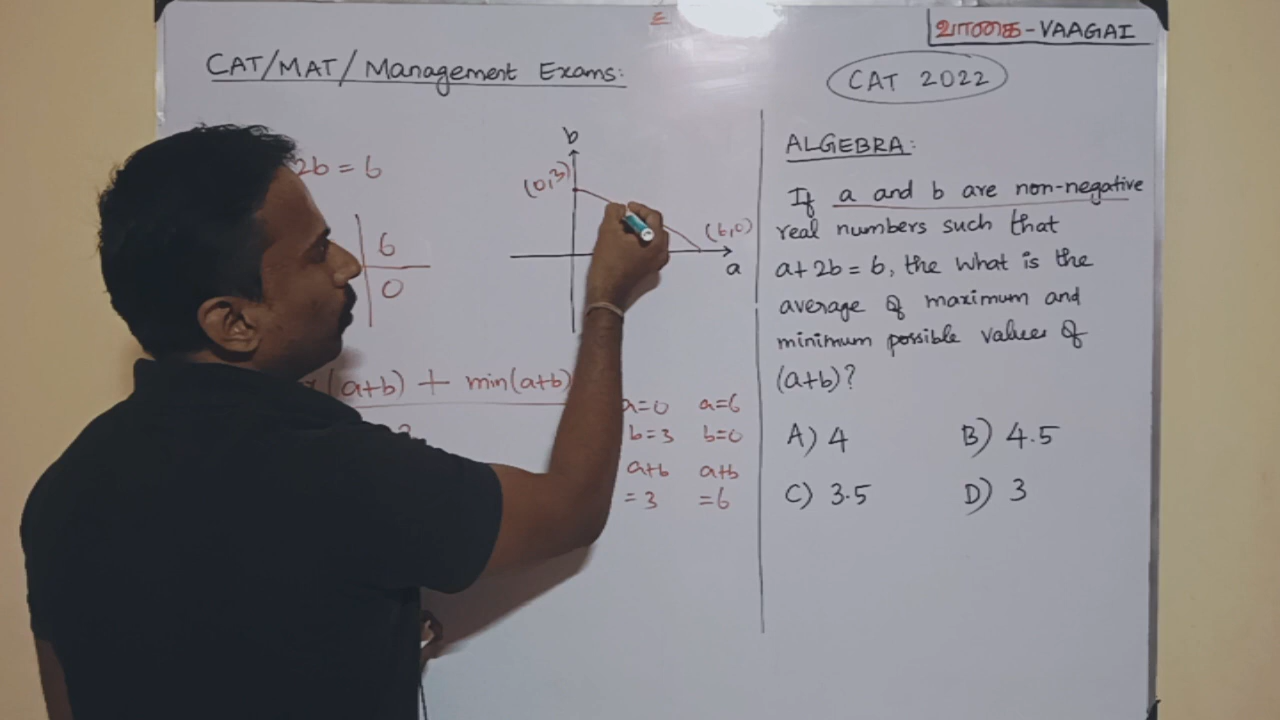 வாகை-VAAGAI
CAT/MAT/Management Exams:
CAT 2022
2b = 6
6
0
b
(0,3)
(6,0)
a
(a+b) + min(a+b)
a=0 a=6
b=3 b=0
a+b a+b
=3 =6
ALGEBRA:
If a and b are non-negative
real numbers such that
a+2b=6, the what is the
average of maximum and
minimum possible values of
(a+b)?
A) 4 B) 4.5
C) 3.5 D) 3